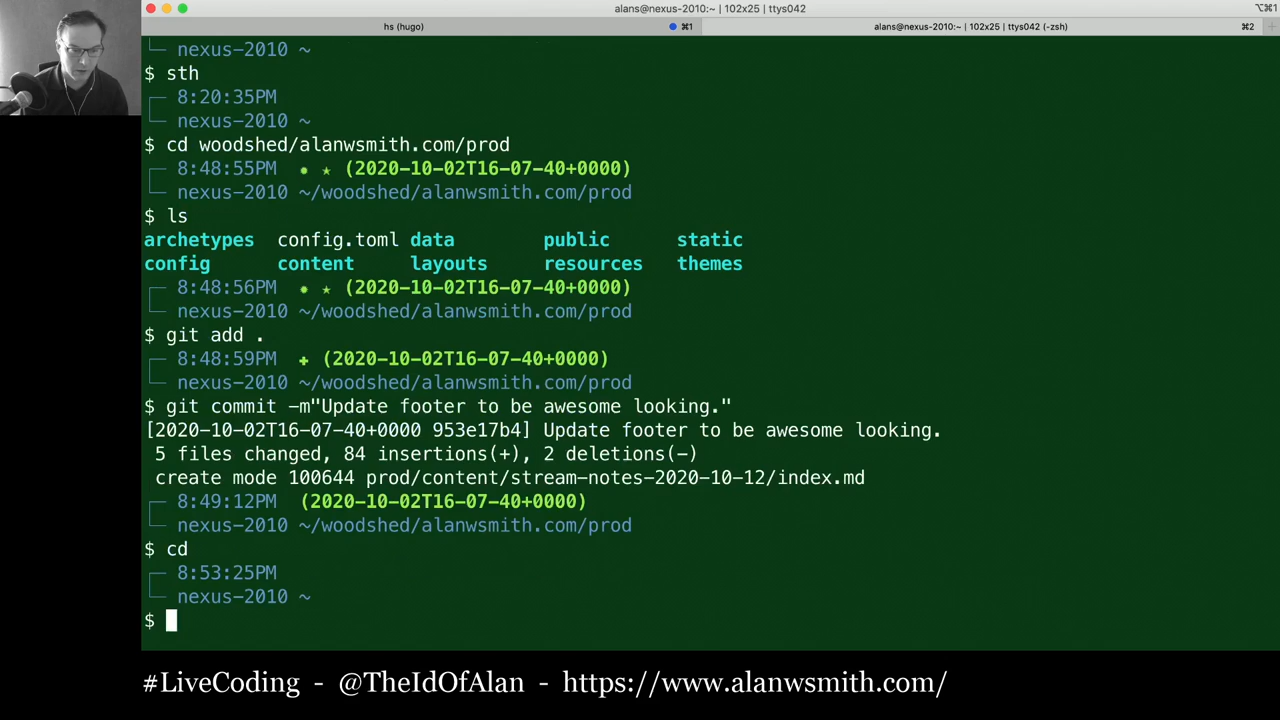 alans@nexus-2010:~ | 102x25 | ttys042
⌥⌘1
hs (hugo) ⌘1
alans@nexus-2010:~ | 102x25 | ttys042 (-zsh) ⌘2
nexus-2010 ~
$ sth
8:20:35PM
nexus-2010 ~
$ cd woodshed/alanwsmith.com/prod
8:48:55PM ✹ ★ (2020-10-02T16-07-40+0000)
nexus-2010 ~/woodshed/alanwsmith.com/prod
$ ls
archetypes config.toml data public static
config content layouts resources themes
8:48:56PM ✹ ★ (2020-10-02T16-07-40+0000)
nexus-2010 ~/woodshed/alanwsmith.com/prod
$ git add .
8:48:59PM ✚ (2020-10-02T16-07-40+0000)
nexus-2010 ~/woodshed/alanwsmith.com/prod
$ git commit -m"Update footer to be awesome looking."
[2020-10-02T16-07-40+0000 953e17b4] Update footer to be awesome looking.
5 files changed, 84 insertions(+), 2 deletions(-)
create mode 100644 prod/content/stream-notes-2020-10-12/index.md
8:49:12PM (2020-10-02T16-07-40+0000)
nexus-2010 ~/woodshed/alanwsmith.com/prod
$ cd
8:53:25PM
nexus-2010 ~
$
#LiveCoding - @TheIdOfAlan - https://www.alanwsmith.com/